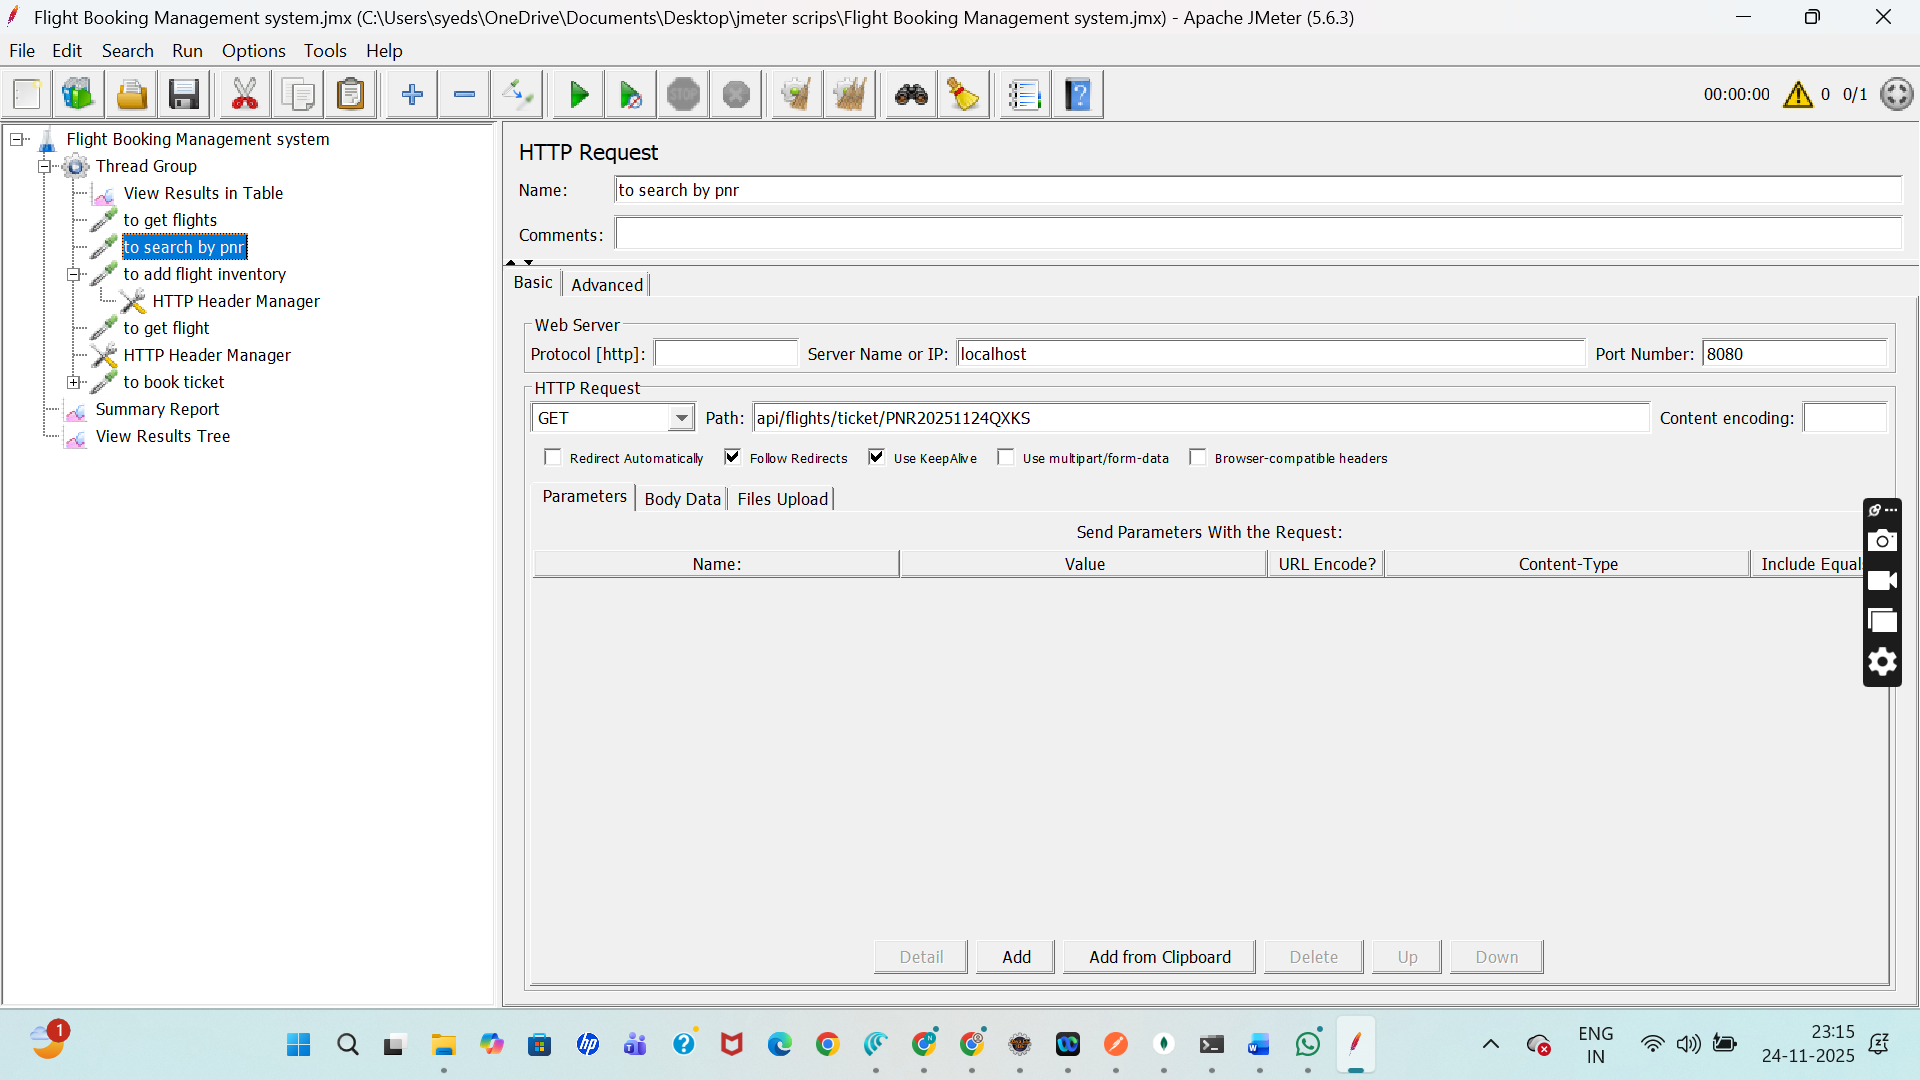 Flight Booking Management system.jmx (C:\Users\syeds\OneDrive\Documents\Desktop\jmeter scrips\Flight Booking Management system.jmx) - Apache JMeter (5.6.3)
File Edit Search Run Options Tools Help
STOP
?
00:00:00 0 0/1
Flight Booking Management system
Thread Group
View Results in Table
to get flights
to search by pnr
to add flight inventory
HTTP Header Manager
to get flight
HTTP Header Manager
to book ticket
Summary Report
View Results Tree
HTTP Request
Name: to search by pnr
Comments:
Basic Advanced
Web Server
Protocol [http]: Server Name or IP: localhost Port Number: 8080
HTTP Request
GET Path: api/flights/ticket/PNR20251124QXKS Content encoding:
Redirect Automatically Follow Redirects Use KeepAlive Use multipart/form-data Browser-compatible headers
Parameters Body Data Files Upload
Send Parameters With the Request:
Name: Value URL Encode? Content-Type Include Equal
Detail Add Add from Clipboard Delete Up Down
1
hp
ENG
IN
23:15
24-11-2025